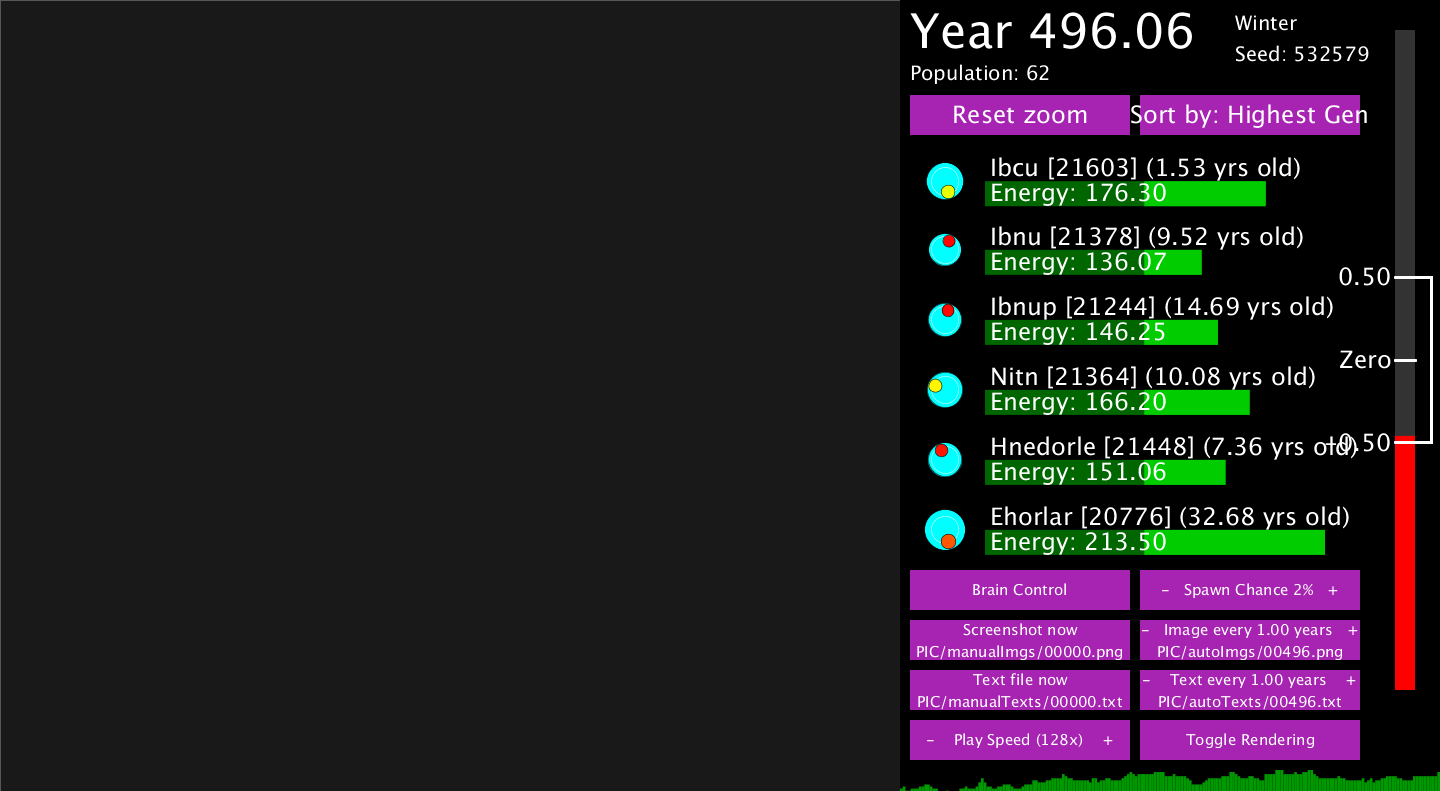 Year 496.06
Winter
Seed: 532579
Population: 62
Reset zoom
Sort by: Highest Gen
Ibcu [21603] (1.53 yrs old)
Energy: 176.30
Ibnu [21378] (9.52 yrs old)
Energy: 136.07
0.50
Ibnup [21244] (14.69 yrs old)
Energy: 146.25
Zero
Nitn [21364] (10.08 yrs old)
Energy: 166.20
Hnedorle [21448] (7.36 yrs old)
-0.50
Energy: 151.06
Ehorlar [20776] (32.68 yrs old)
Energy: 213.50
Brain Control
- Spawn Chance 2% +
Screenshot now
PIC/manualImgs/00000.png
- Image every 1.00 years +
PIC/autoImgs/00496.png
Text file now
PIC/manualTexts/00000.txt
- Text every 1.00 years +
PIC/autoTexts/00496.txt
- Play Speed (128x) +
Toggle Rendering